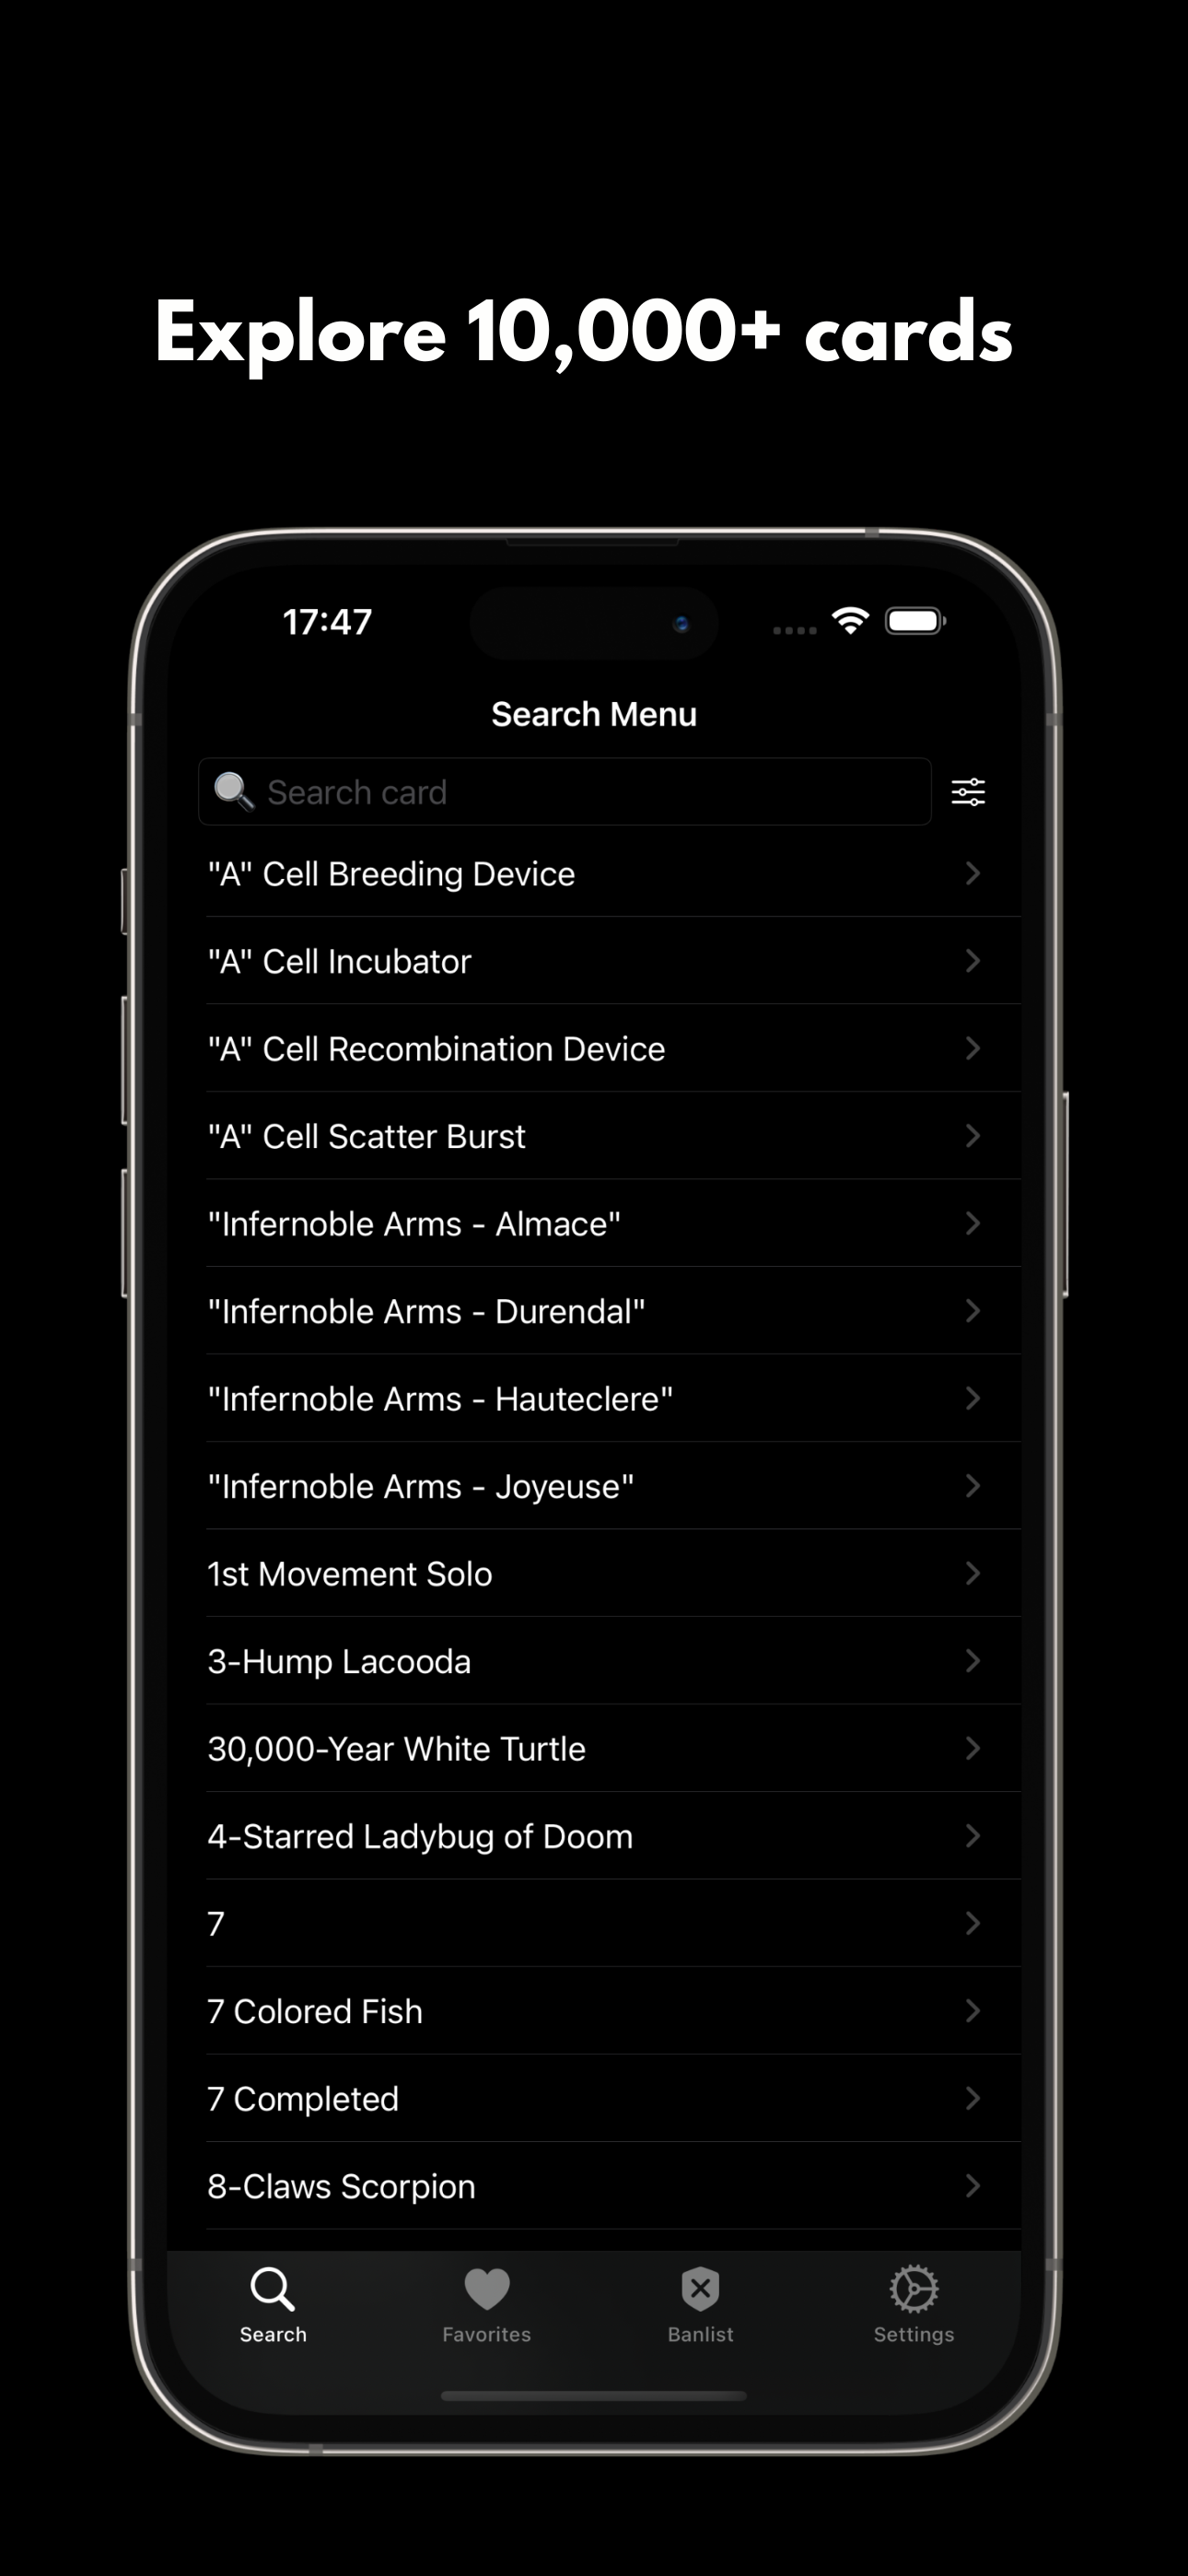 Explore 10,000+ cards
17:47
Search Menu
Search card
"A" Cell Breeding Device
"A" Cell Incubator
"A" Cell Recombination Device
"A" Cell Scatter Burst
"Infernoble Arms - Almace"
"Infernoble Arms - Durendal"
"Infernoble Arms - Hauteclere"
"Infernoble Arms - Joyeuse"
1st Movement Solo
3-Hump Lacooda
30,000-Year White Turtle
4-Starred Ladybug of Doom
7
7 Colored Fish
7 Completed
8-Claws Scorpion
Search Favorites Banlist Settings